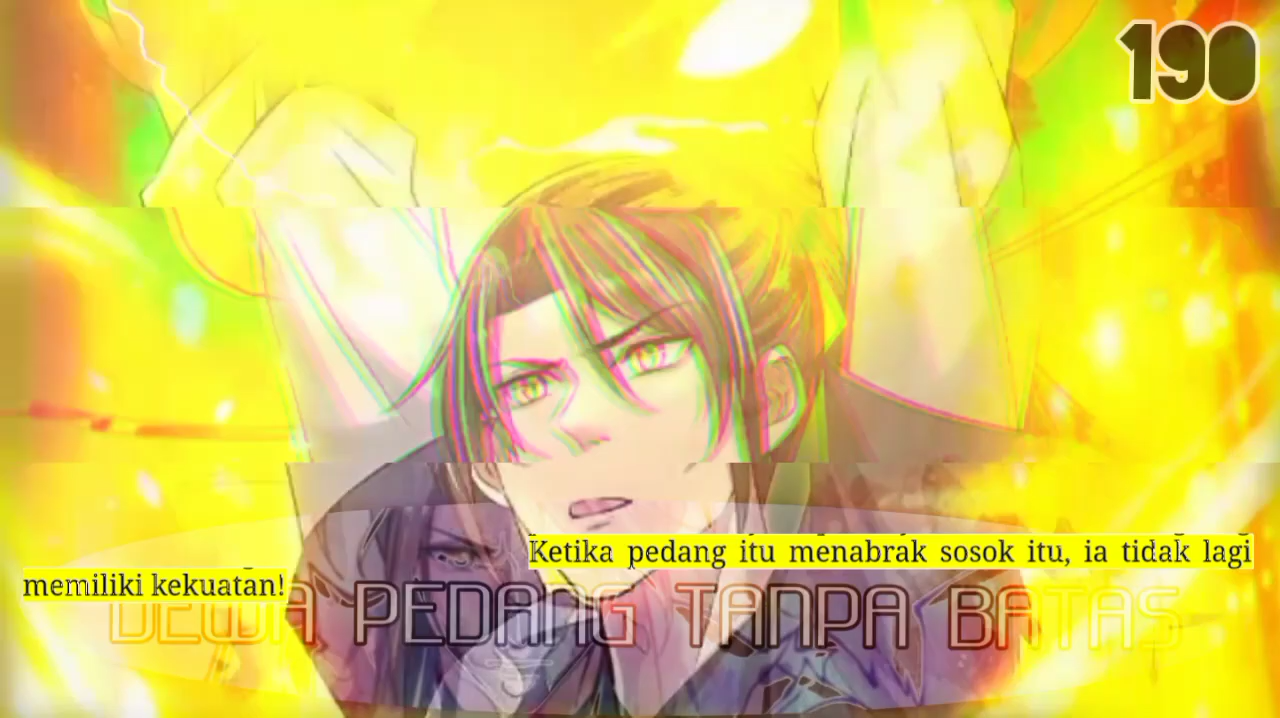 190
Ketika pedang itu menabrak sosok itu, ia tidak lagi
memiliki kekuatan!
DEWA PEDANG TANPA BATAS